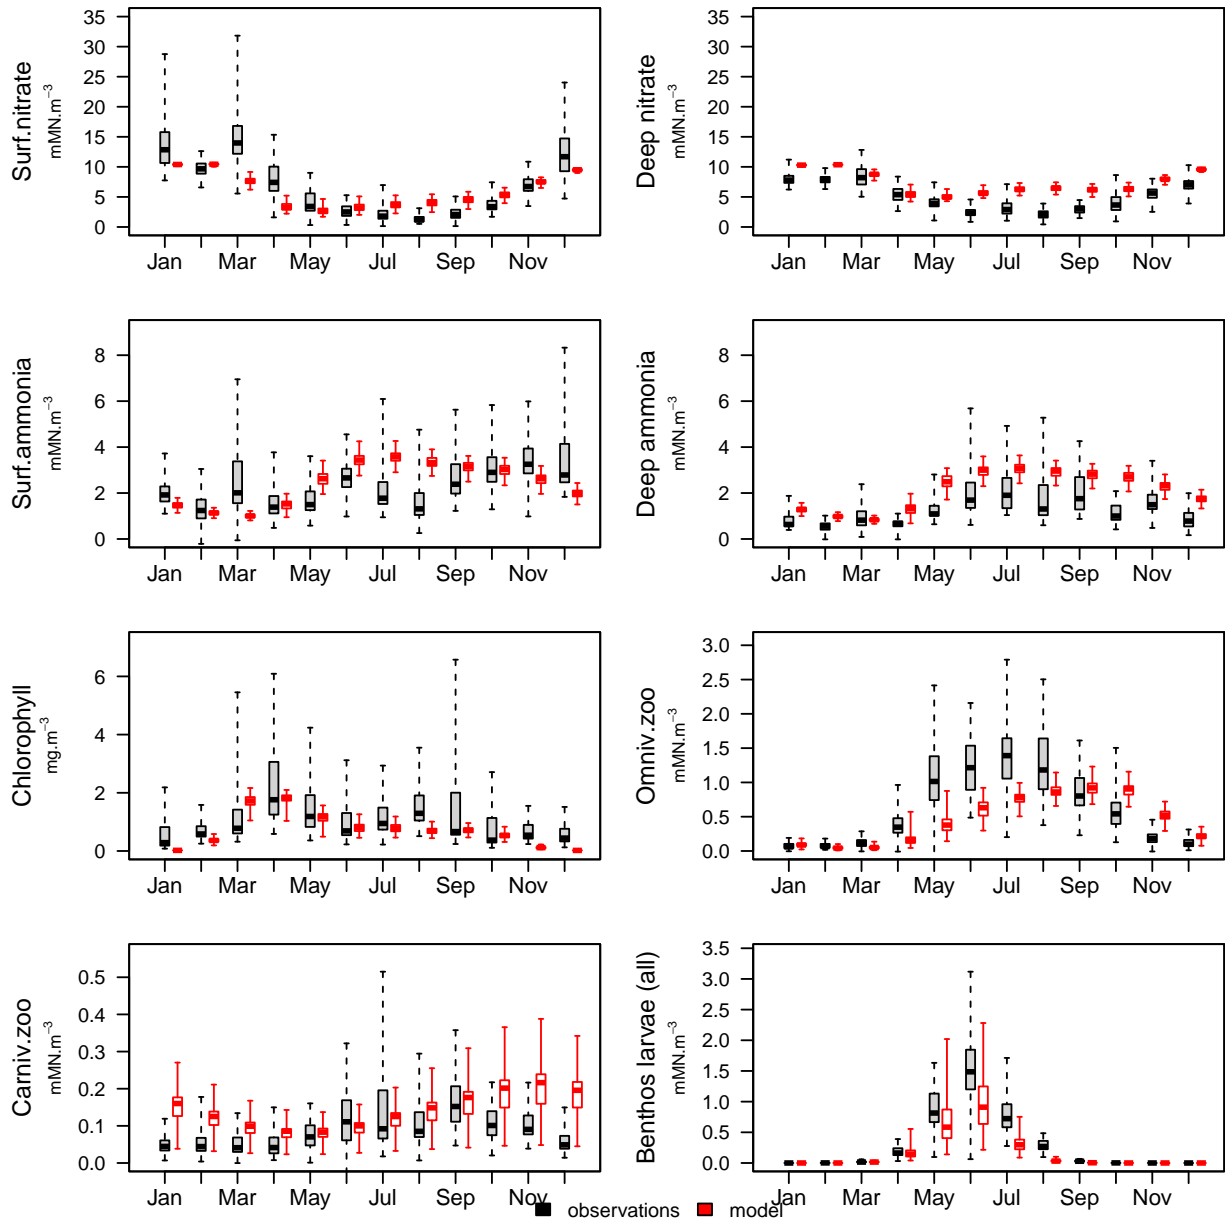 Surf.nitrate
mMN.m⁻³
0 5 10 15 20 25 30 35
Jan Mar May Jul Sep Nov
Deep nitrate
mMN.m⁻³
0 5 10 15 20 25 30 35
Jan Mar May Jul Sep Nov
Surf.ammonia
mMN.m⁻³
0 2 4 6 8
Jan Mar May Jul Sep Nov
Deep ammonia
mMN.m⁻³
0 2 4 6 8
Jan Mar May Jul Sep Nov
Chlorophyll
mg.m⁻³
0 2 4 6
Jan Mar May Jul Sep Nov
Omniv.zoo
mMN.m⁻³
0.0 0.5 1.0 1.5 2.0 2.5 3.0
Jan Mar May Jul Sep Nov
Carniv.zoo
mMN.m⁻³
0.0 0.1 0.2 0.3 0.4 0.5
Jan Mar May Jul Sep Nov
Benthos larvae (all)
mMN.m⁻³
0.0 0.5 1.0 1.5 2.0 2.5 3.0 3.5
Jan Mar May Jul Sep Nov
observations model